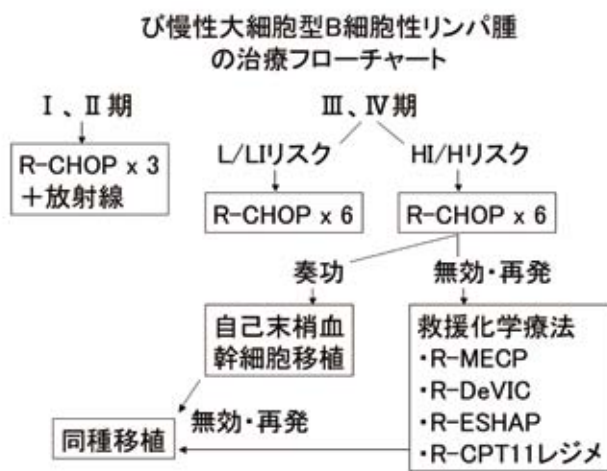 び慢性大細胞型B細胞性リンパ腫
の治療フローチャート
Ⅰ、Ⅱ期
Ⅲ、Ⅳ期
R-CHOP x 3
＋放射線
L/LIリスク
HI/Hリスク
R-CHOP x 6
R-CHOP x 6
奏功
無効・再発
自己末梢血
幹細胞移植
救援化学療法
・R-MECP
・R-DeVIC
・R-ESHAP
・R-CPT11レジメ
無効・再発
同種移植